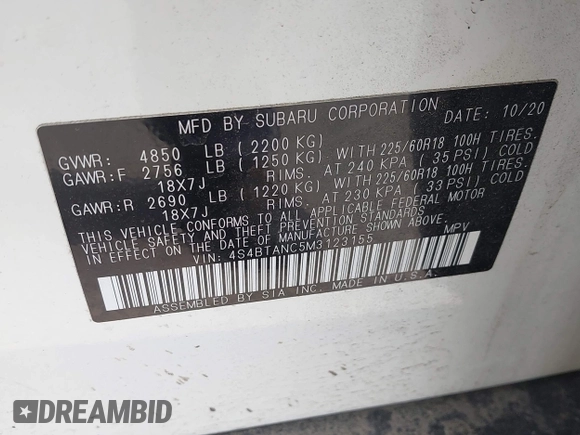 MFD BY SUBARU CORPORATION DATE: 10/20
GVWR: 4850 LB (2200 KG)
GAWR:F 2756 LB (1250 KG) WITH 225/60R18 100H TIRES.
18X7J RIMS. AT 240 KPA (35 PSI) COLD
GAWR:R 2690 LB (1220 KG) WITH 225/60R18 100H TIRES.
18X7J RIMS. AT 230 KPA (33 PSI) COLD
THIS VEHICLE CONFORMS TO ALL APPLICABLE FEDERAL MOTOR
VEHICLE SAFETY AND THEFT PREVENTION STANDARDS
IN EFFECT ON THE DATE OF MANUFACTURE SHOWN ABOVE.
VIN: 4S4BTANC5M3123155 MPV
ASSEMBLED BY SIA INC. MADE IN U.S.A.
DREAMBID